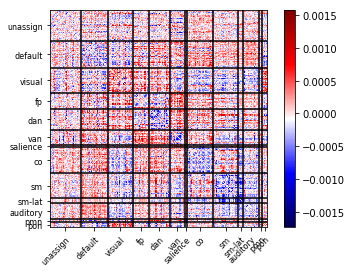 unassign
default
visual
fp
dan
van
salience
co
sm
sm-lat
auditory
pmn
pon
unassign
default
visual
fp
dan
van
salience
co
sm
sm-lat
auditory
0.0015
0.0010
0.0005
0.0000
−0.0005
−0.0010
−0.0015